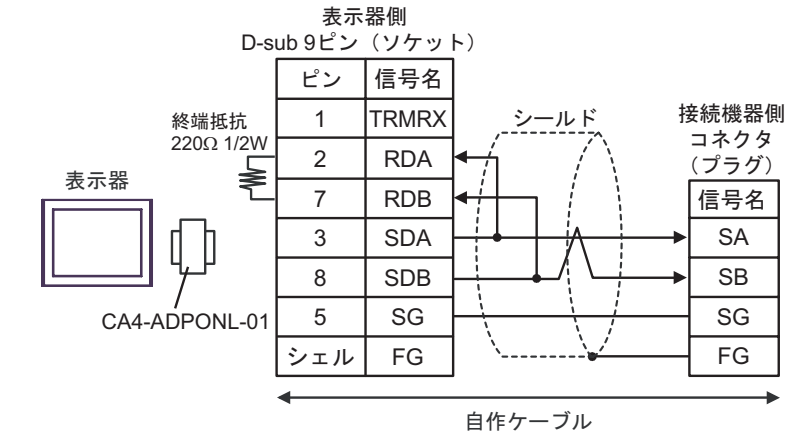 表示器側
D-sub 9ピン（ソケット）
ピン 信号名
1 TRMRX
2 RDA
7 RDB
3 SDA
8 SDB
5 SG
シェル FG
終端抵抗
220Ω 1/2W
表示器
CA4-ADPONL-01
シールド
接続機器側
コネクタ
（プラグ）
信号名
SA
SB
SG
FG
自作ケーブル